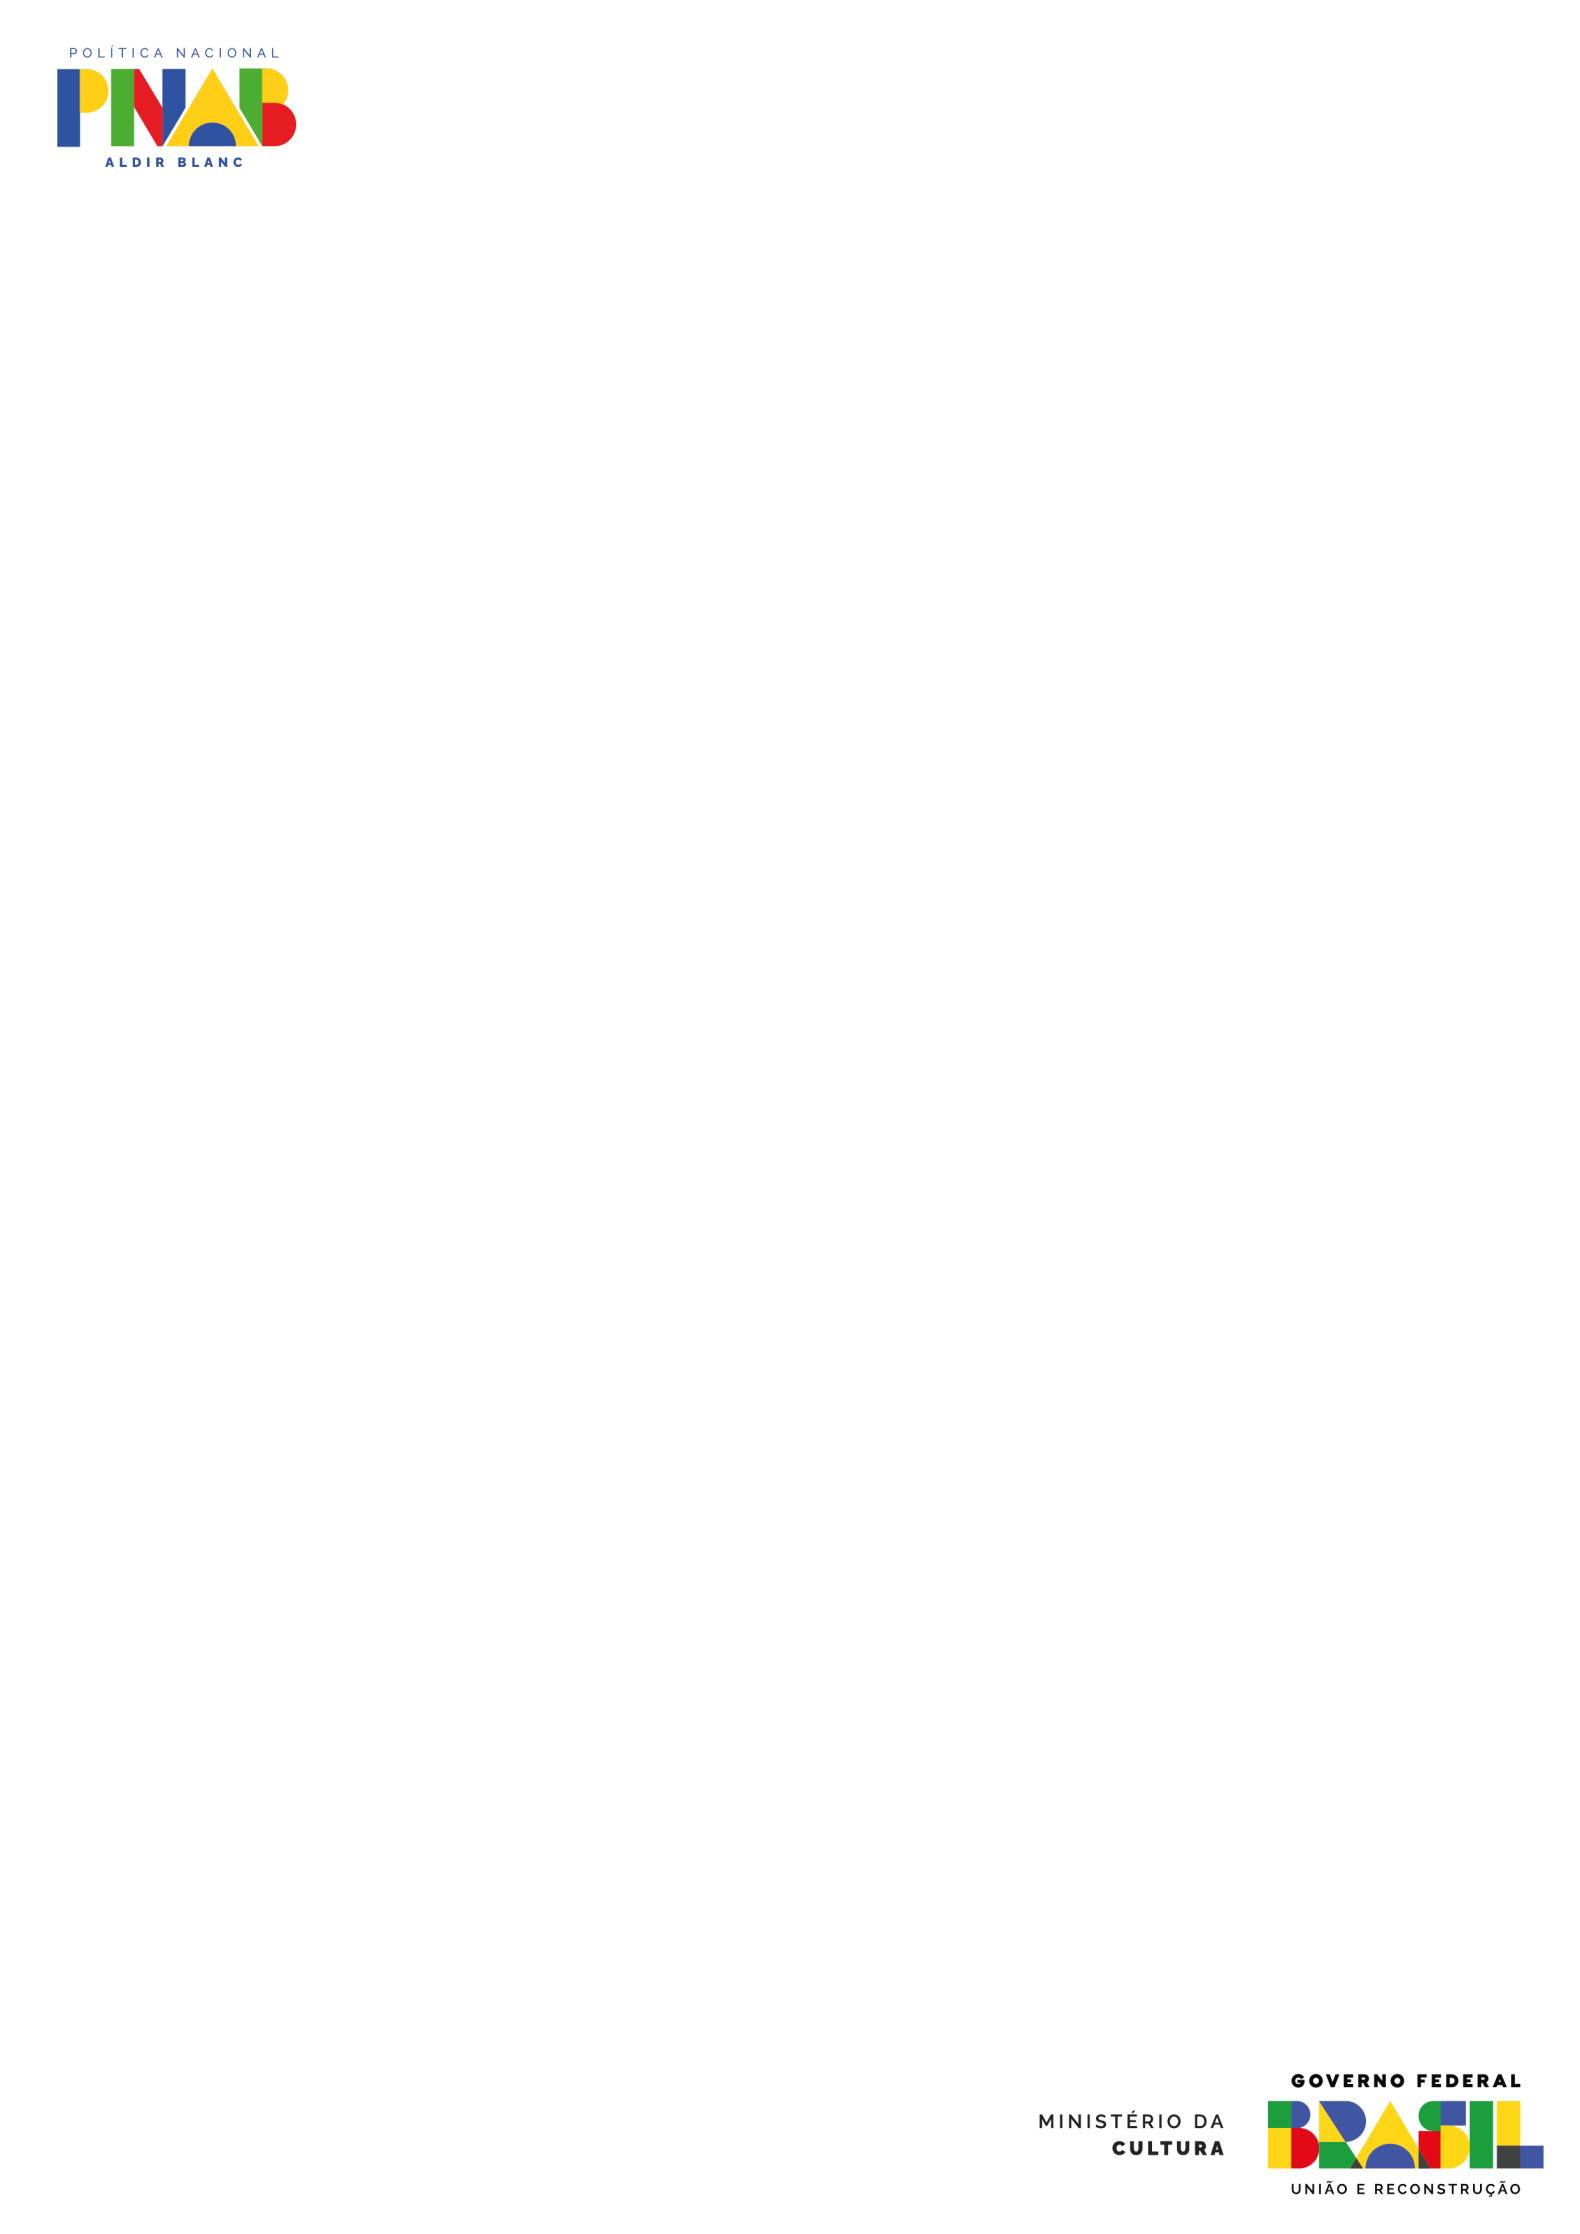 POLÍTICA NACIONAL
PNAB
ALDIR BLANC
MINISTÉRIO DA
CULTURA
GOVERNO FEDERAL
BRASIL
UNIÃO E RECONSTRUÇÃO